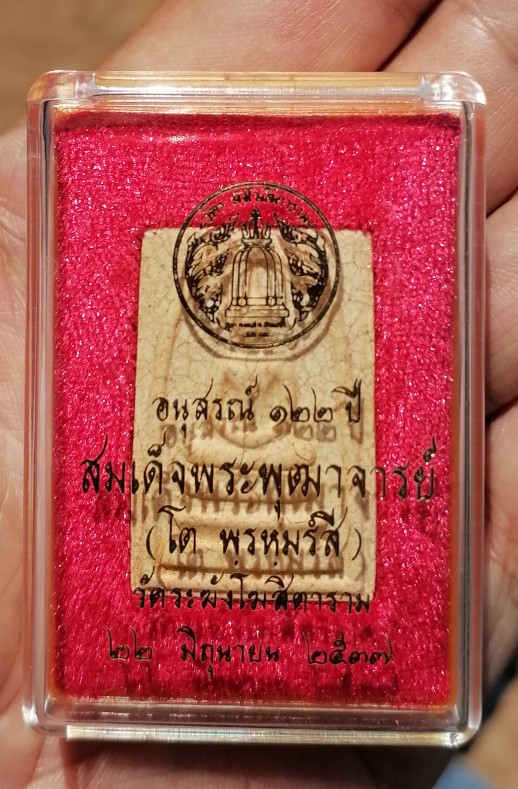 อนุสรณ์ ๑๒๒ ปี
สมเด็จพระพุฒาจารย์
(โต พฺรหฺมรํสี)
วัดระฆังโฆสิตาราม
๒๒ มิถุนายน ๒๕๓๗